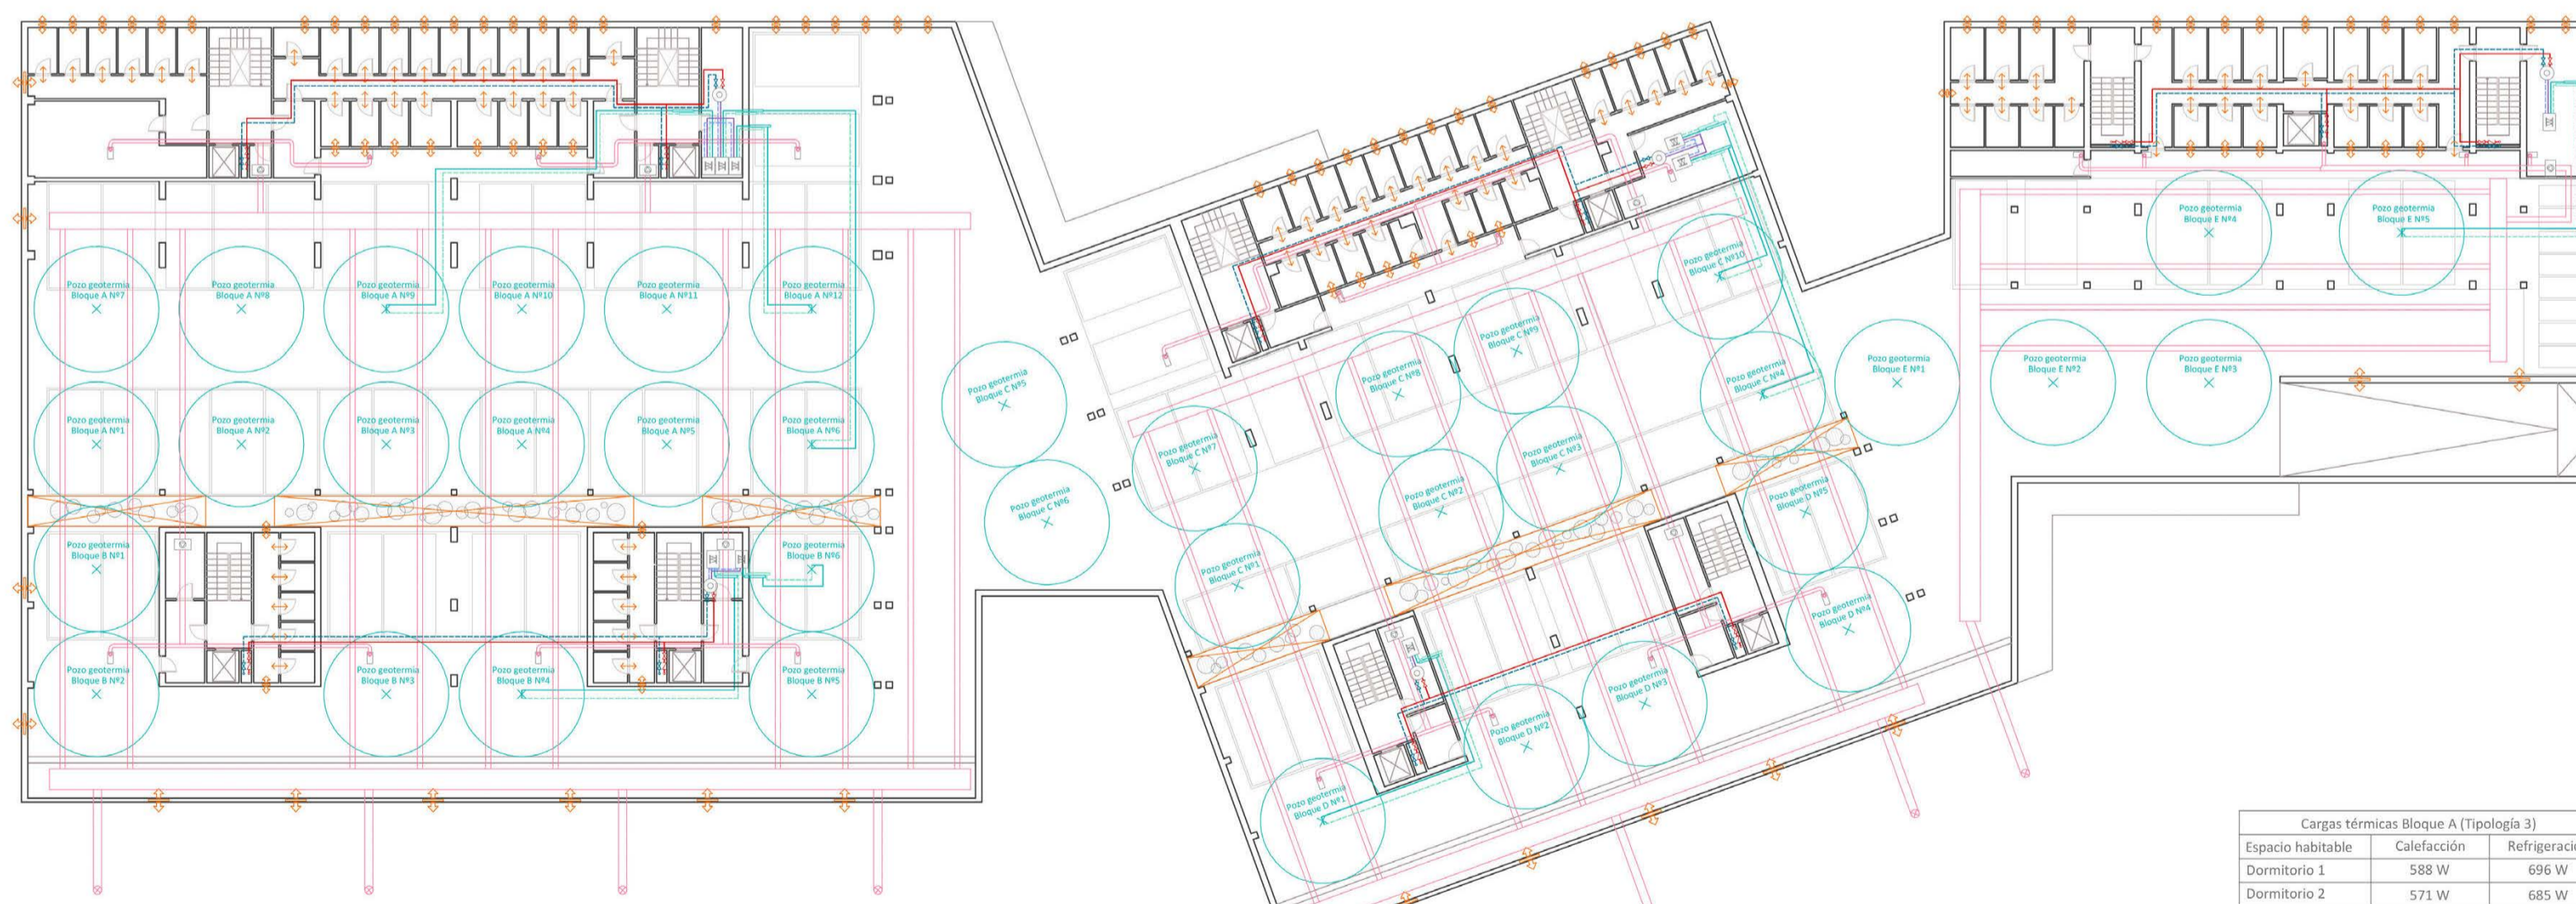 Pozo geotermia
Bloque A Nº7
Pozo geotermia
Bloque A Nº8
Pozo geotermia
Bloque A Nº9
Pozo geotermia
Bloque A Nº10
Pozo geotermia
Bloque A Nº11
Pozo geotermia
Bloque A Nº12
Pozo geotermia
Bloque A Nº1
Pozo geotermia
Bloque A Nº2
Pozo geotermia
Bloque A Nº3
Pozo geotermia
Bloque A Nº4
Pozo geotermia
Bloque A Nº5
Pozo geotermia
Bloque A Nº6
Pozo geotermia
Bloque B Nº1
Pozo geotermia
Bloque B Nº6
Pozo geotermia
Bloque B Nº2
Pozo geotermia
Bloque B Nº3
Pozo geotermia
Bloque B Nº4
Pozo geotermia
Bloque B Nº5
Pozo geotermia
Bloque C Nº5
Pozo geotermia
Bloque C Nº6
Pozo geotermia
Bloque C Nº7
Pozo geotermia
Bloque C Nº8
Pozo geotermia
Bloque C Nº9
Pozo geotermia
Bloque C Nº10
Pozo geotermia
Bloque C Nº1
Pozo geotermia
Bloque C Nº2
Pozo geotermia
Bloque C Nº3
Pozo geotermia
Bloque C Nº4
Pozo geotermia
Bloque D Nº5
Pozo geotermia
Bloque D Nº4
Pozo geotermia
Bloque D Nº3
Pozo geotermia
Bloque D Nº2
Pozo geotermia
Bloque D Nº1
Pozo geotermia
Bloque E Nº4
Pozo geotermia
Bloque E Nº5
Pozo geotermia
Bloque E Nº1
Pozo geotermia
Bloque E Nº2
Pozo geotermia
Bloque E Nº3
Cargas térmicas Bloque A (Tipología 3)
Espacio habitable Calefacción Refrigeració
Dormitorio 1 588 W 696 W
Dormitorio 2 571 W 685 W